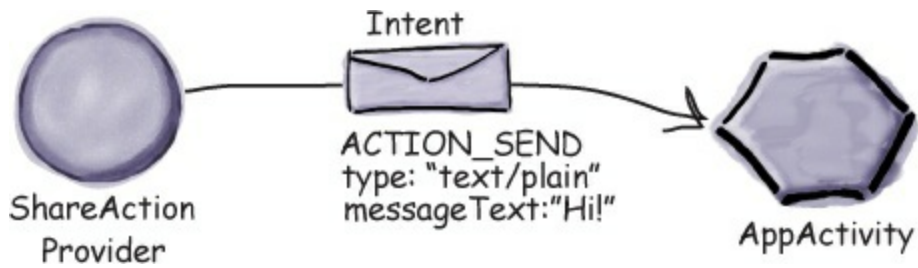 Intent
ACTION_SEND
type: “text/plain”
messageText:”Hi!”
ShareAction
Provider
AppActivity